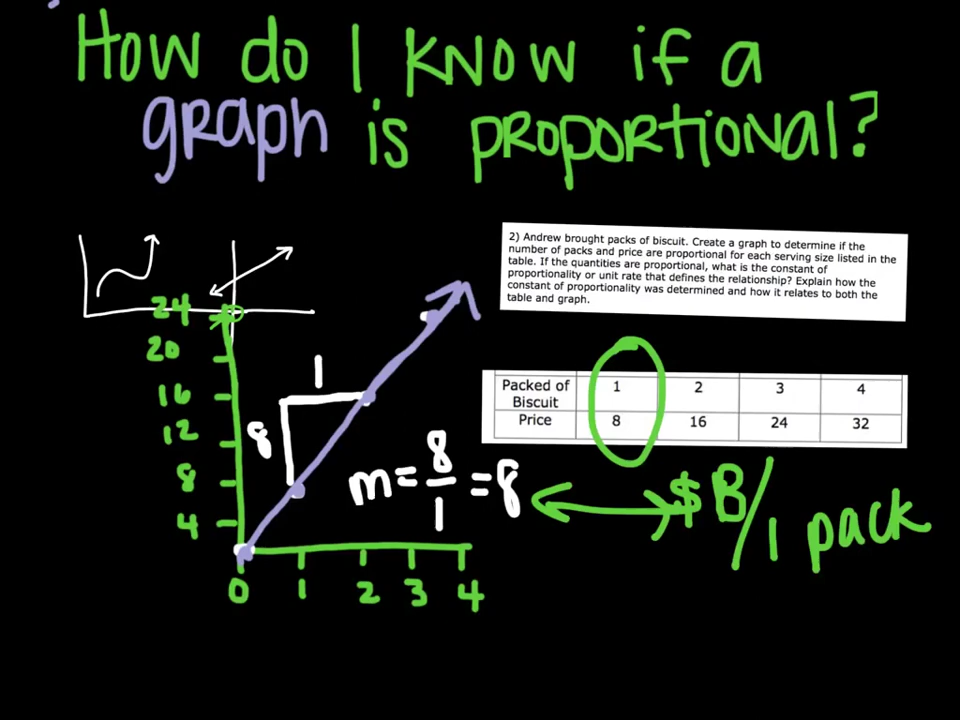 How do I know if a
graph is proportional?
2) Andrew brought packs of biscuit. Create a graph to determine if the
number of packs and price are proportional for each serving size listed in the
table. If the quantities are proportional, what is the constant of
proportionality or unit rate that defines the relationship? Explain how the
constant of proportionality was determined and how it relates to both the
table and graph.
Packed of Biscuit 1 2 3 4
Price 8 16 24 32
24
20
16
12
8
4
0 1 2 3 4
1
8
m = 8/1 = 8
$8/1 pack